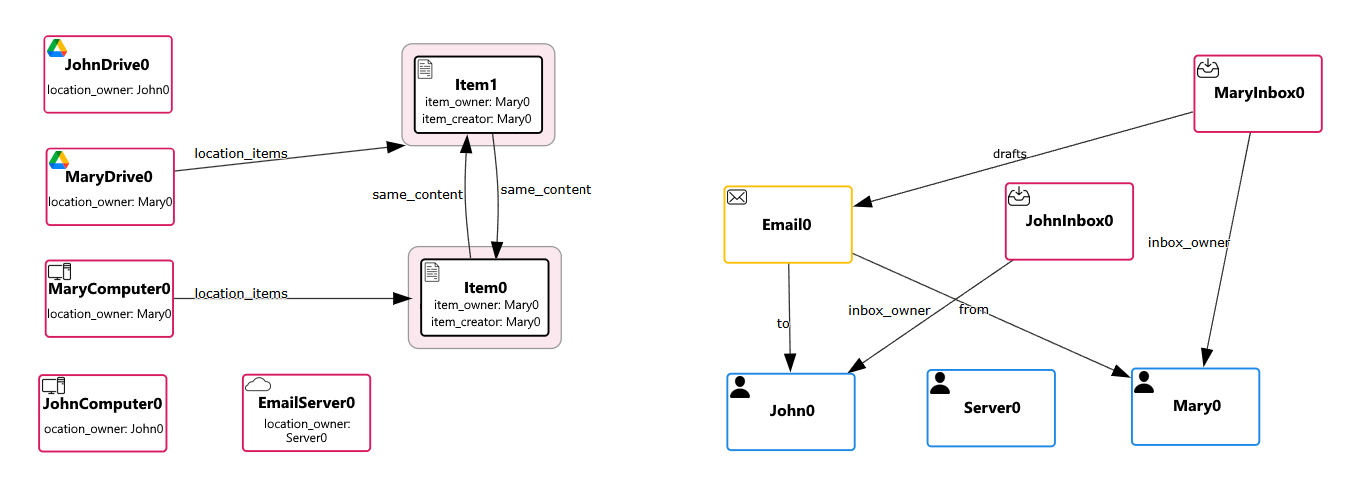 JohnDrive0
location_owner: John0
MaryDrive0
location_owner: Mary0
MaryComputer0
location_owner: Mary0
JohnComputer0
ocation_owner: John0
EmailServer0
location_owner:
Server0
location_items
location_items
Item1
item_owner: Mary0
item_creator: Mary0
same_content
same_content
Item0
item_owner: Mary0
item_creator: Mary0
MaryInbox0
drafts
Email0
JohnInbox0
inbox_owner
to
inbox_owner
from
John0
Server0
Mary0